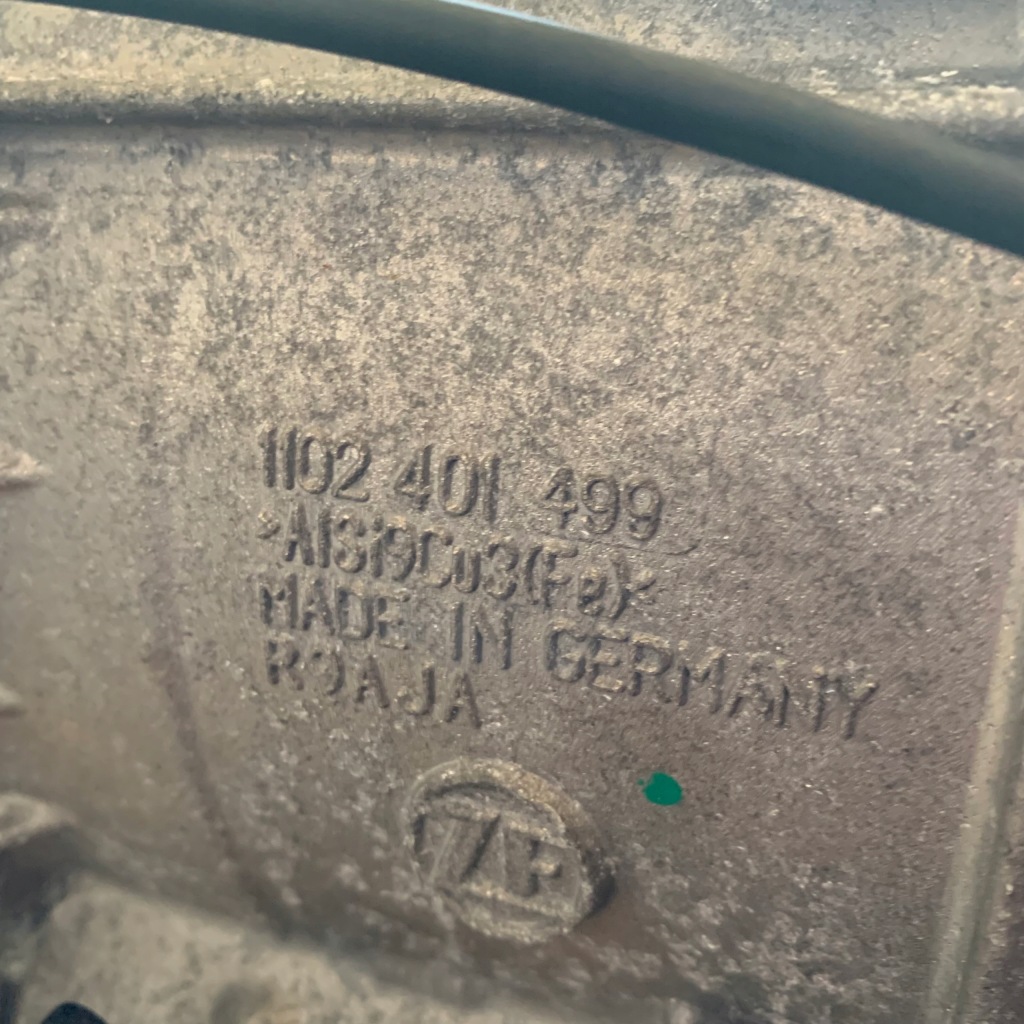 1102 401 499
>AlSi9Cu3(Fe)<
MADE IN GERMANY
R9AJA
ZF